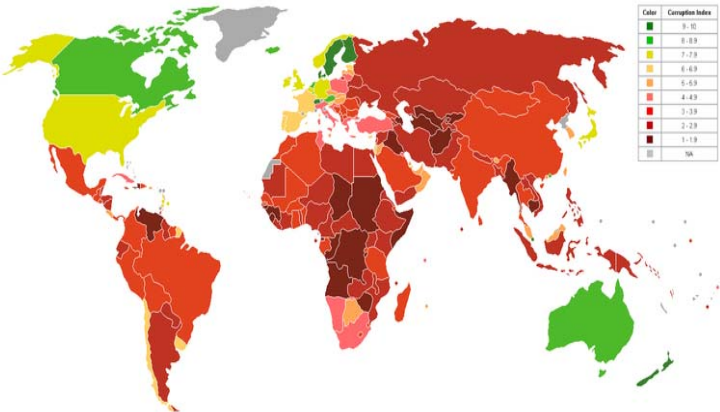 Color Corruption Index
9 - 10
8 - 8.9
7 - 7.9
6 - 6.9
5 - 5.9
4 - 4.9
3 - 3.9
2 - 2.9
1 - 1.9
NA